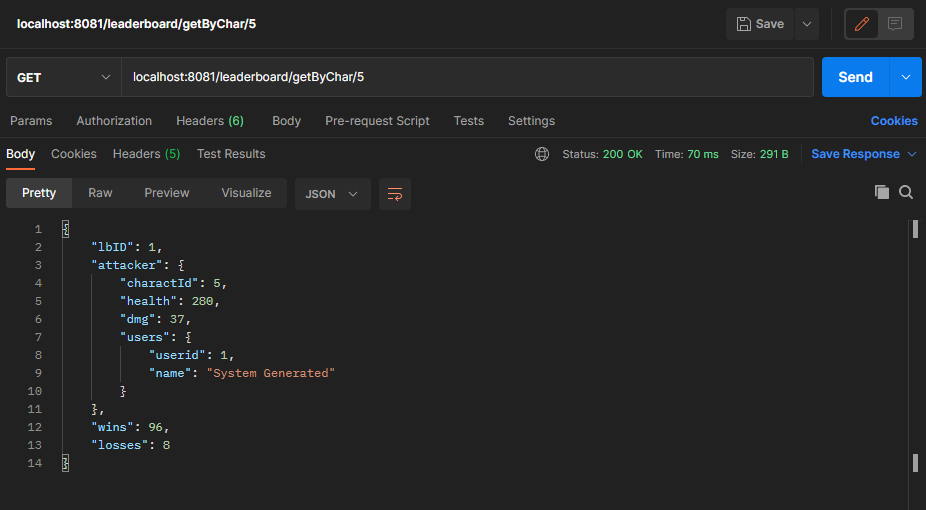 localhost:8081/leaderboard/getByChar/5 Save
GET localhost:8081/leaderboard/getByChar/5 Send
Params Authorization Headers (6) Body Pre-request Script Tests Settings Cookies
Body Cookies Headers (5) Test Results Status: 200 OK Time: 70 ms Size: 291 B Save Response
Pretty Raw Preview Visualize JSON
1 {
2 "lbID": 1,
3 "attacker": {
4 "charactId": 5,
5 "health": 280,
6 "dmg": 37,
7 "users": {
8 "userid": 1,
9 "name": "System Generated"
10 }
11 },
12 "wins": 96,
13 "losses": 8
14 }